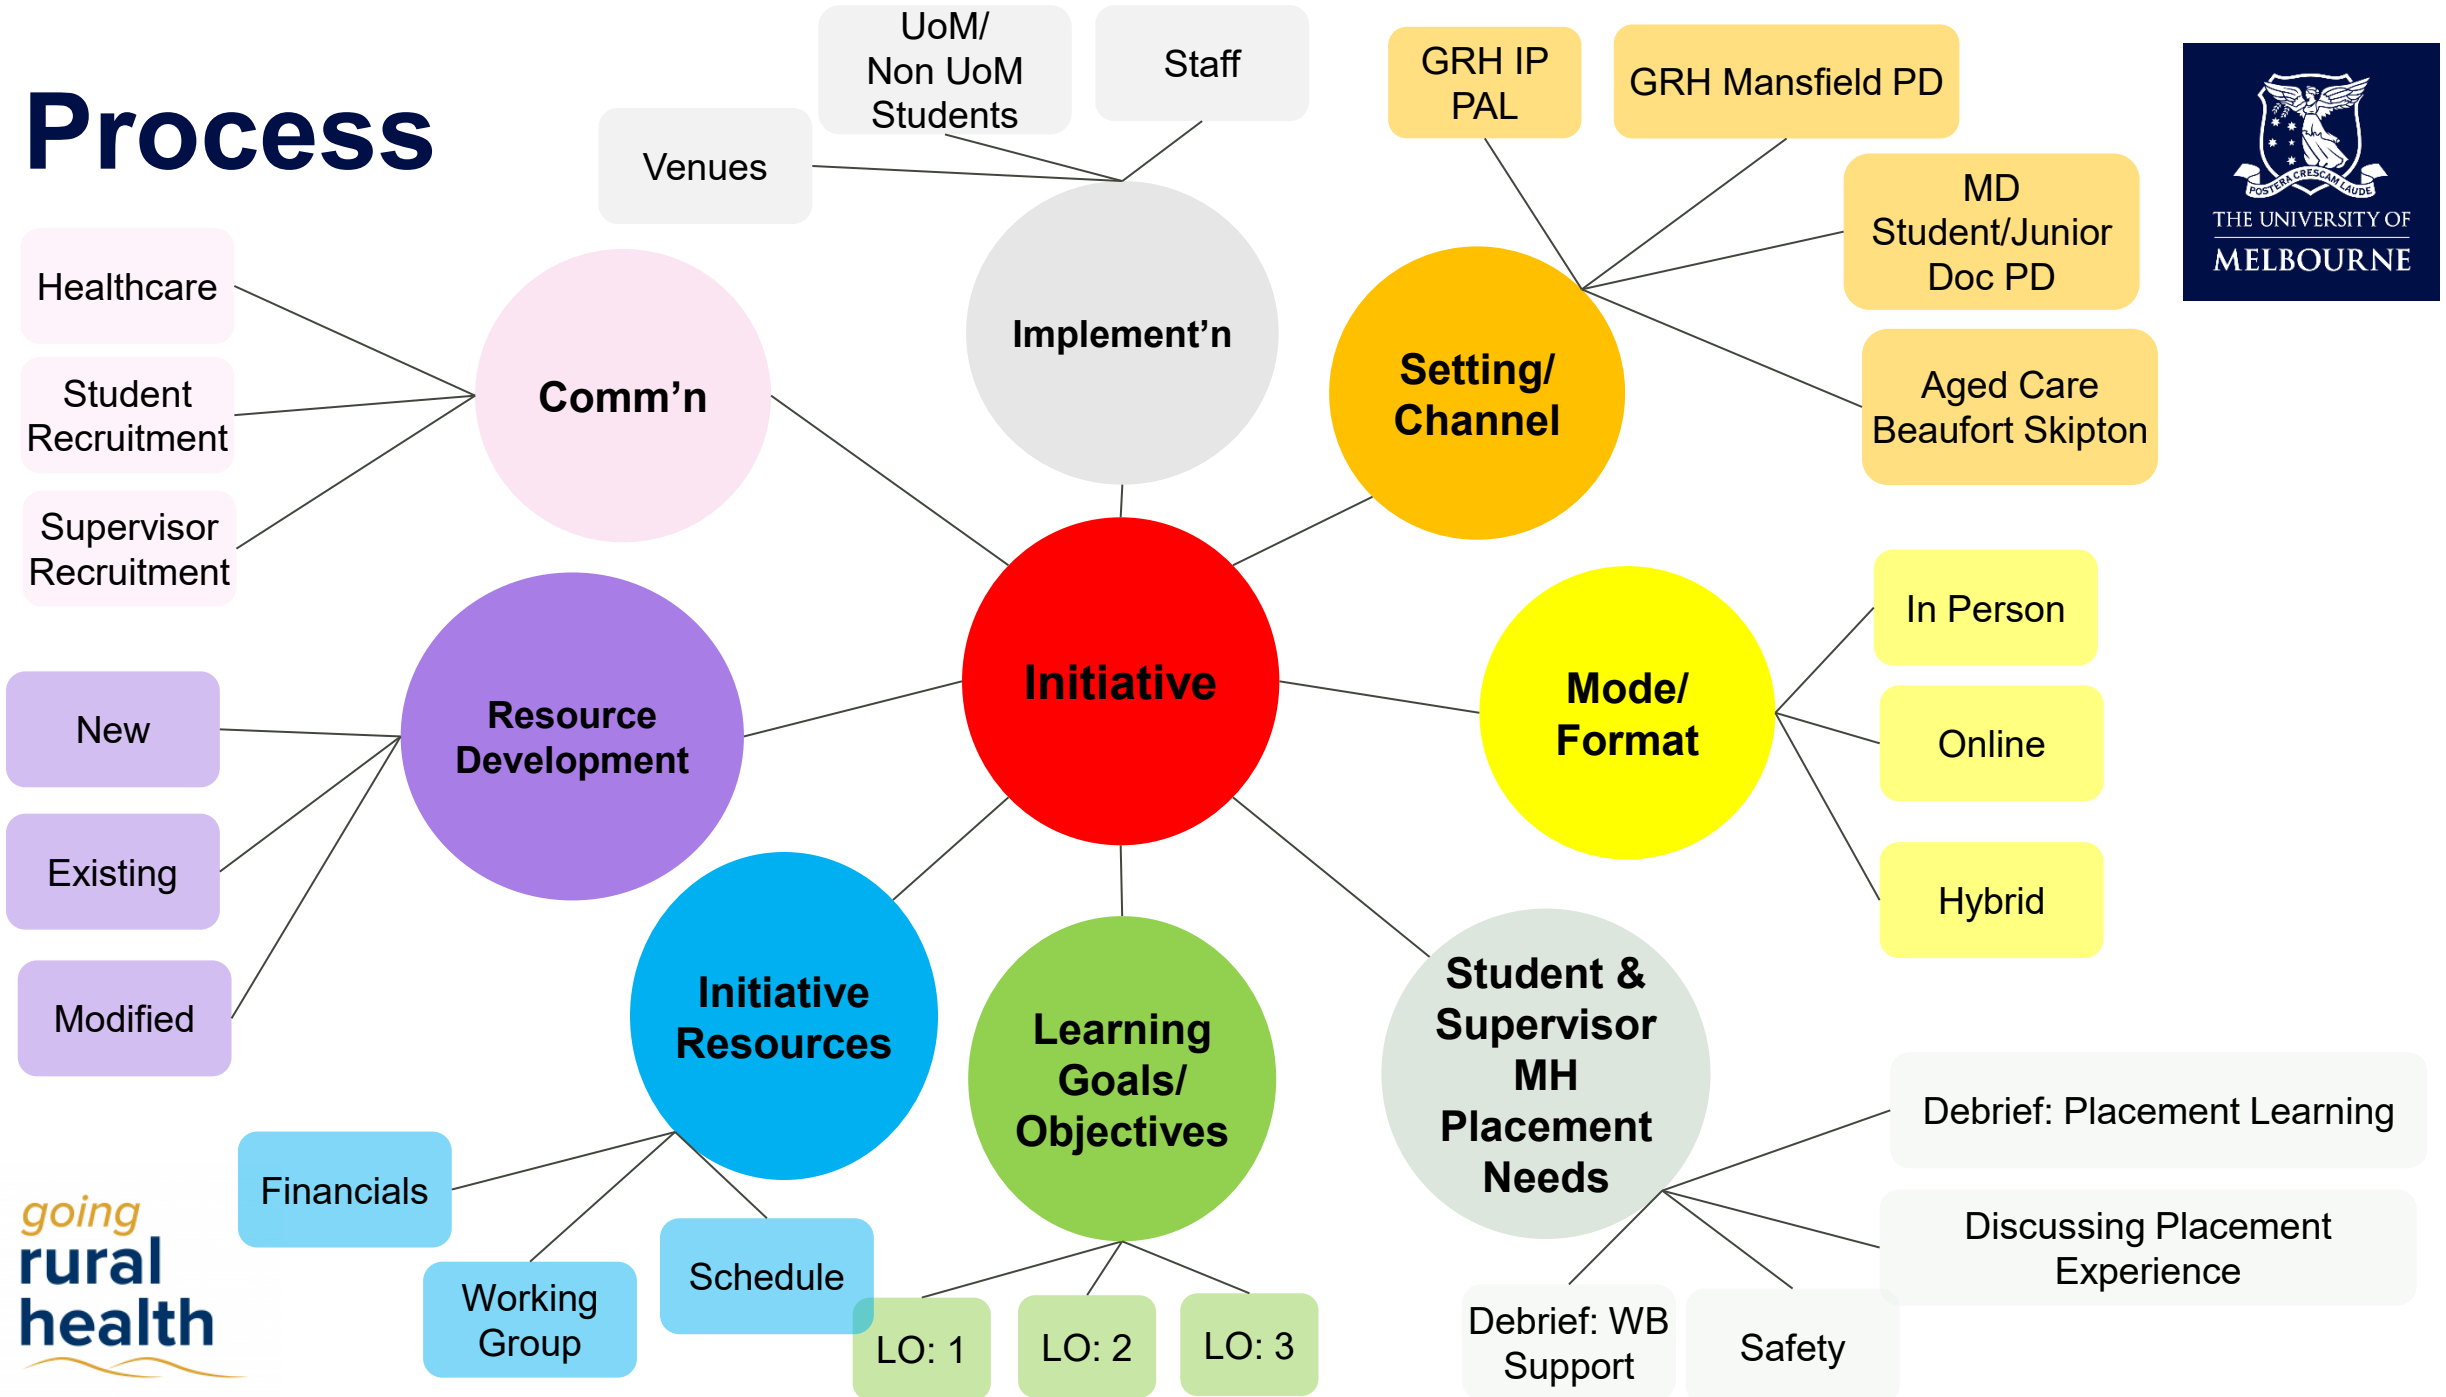 Process
UoM/
Non UoM
Students
Staff
Venues
GRH IP
PAL
GRH Mansfield PD
MD
Student/Junior
Doc PD
Aged Care
Beaufort Skipton
POSTERA CRESCAM LAUDE
THE UNIVERSITY OF
MELBOURNE
Healthcare
Student
Recruitment
Supervisor
Recruitment
Comm’n
Implement’n
Setting/
Channel
Initiative
Mode/
Format
In Person
Online
Hybrid
Resource
Development
New
Existing
Modified
Initiative
Resources
Financials
Working
Group
Schedule
Learning
Goals/
Objectives
LO: 1
LO: 2
LO: 3
Student &
Supervisor
MH
Placement
Needs
Debrief: Placement Learning
Discussing Placement
Experience
Debrief: WB
Support
Safety
going
rural
health